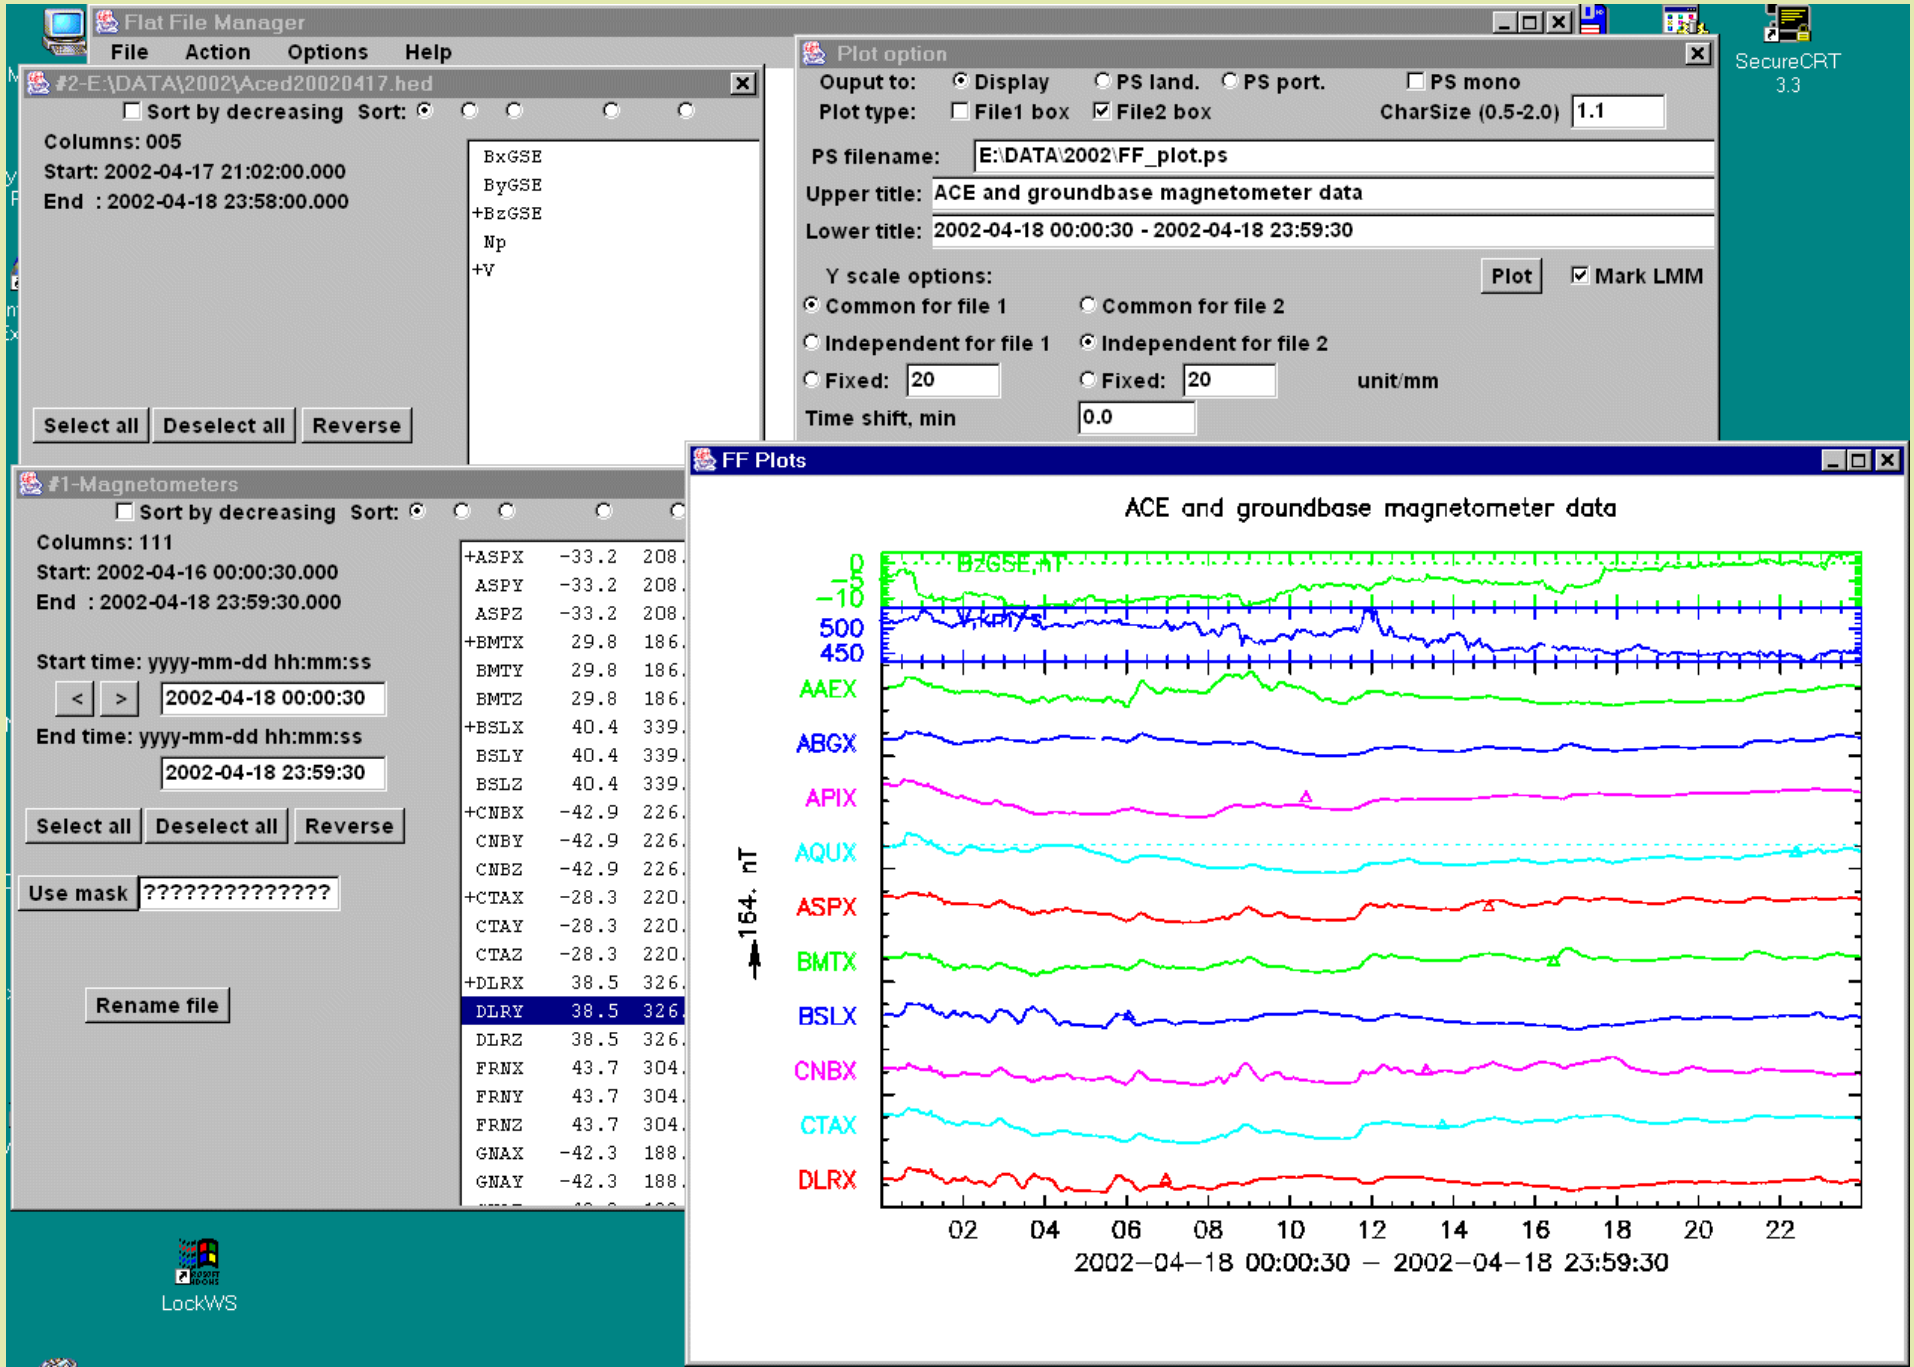 Flat File Manager
File Action Options Help
#2-E:\DATA\2002\Aced20020417.hed
Sort by decreasing Sort:
Columns: 005
Start: 2002-04-17 21:02:00.000
End : 2002-04-18 23:58:00.000
BxGSE
ByGSE
+BzGSE
Np
+V
Select all Deselect all Reverse
Plot option
Ouput to: Display PS land. PS port. PS mono
Plot type: File1 box File2 box CharSize (0.5-2.0) 1.1
PS filename: E:\DATA\2002\FF_plot.ps
Upper title: ACE and groundbase magnetometer data
Lower title: 2002-04-18 00:00:30 - 2002-04-18 23:59:30
Y scale options: Plot Mark LMM
Common for file 1 Common for file 2
Independent for file 1 Independent for file 2
Fixed: 20 Fixed: 20 unit/mm
Time shift, min 0.0
SecureCRT
3.3
#1-Magnetometers
Sort by decreasing Sort:
Columns: 111
Start: 2002-04-16 00:00:30.000
End : 2002-04-18 23:59:30.000
Start time: yyyy-mm-dd hh:mm:ss
< > 2002-04-18 00:00:30
End time: yyyy-mm-dd hh:mm:ss
2002-04-18 23:59:30
Select all Deselect all Reverse
Use mask ??????????????
Rename file
+ASPX -33.2 208.
ASPY -33.2 208.
ASPZ -33.2 208.
+BMTX 29.8 186.
BMTY 29.8 186.
BMTZ 29.8 186.
+BSLX 40.4 339.
BSLY 40.4 339.
BSLZ 40.4 339.
+CNBX -42.9 226.
CNBY -42.9 226.
CNBZ -42.9 226.
+CTAX -28.3 220.
CTAY -28.3 220.
CTAZ -28.3 220.
+DLRX 38.5 326.
DLRY 38.5 326.
DLRZ 38.5 326.
FRNX 43.7 304.
FRNY 43.7 304.
FRNZ 43.7 304.
GNAX -42.3 188.
GNAY -42.3 188.
FF Plots
ACE and groundbase magnetometer data
0
-5
-10
BzGSE,nT
500
450
V,km/s
AAEX
ABGX
APIX
AQUX
ASPX
BMTX
BSLX
CNBX
CTAX
DLRX
164. nT
02 04 06 08 10 12 14 16 18 20 22
2002-04-18 00:00:30 - 2002-04-18 23:59:30
LockWS